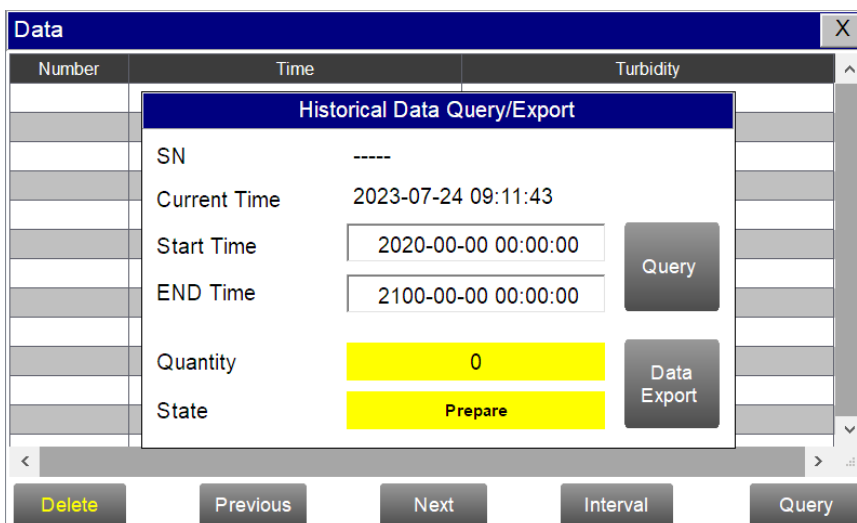 Data X
Number Time Turbidity
Historical Data Query/Export
SN -----
Current Time 2023-07-24 09:11:43
Start Time 2020-00-00 00:00:00
Query
END Time 2100-00-00 00:00:00
Quantity 0
Data
Export
State Prepare
Delete Previous Next Interval Query